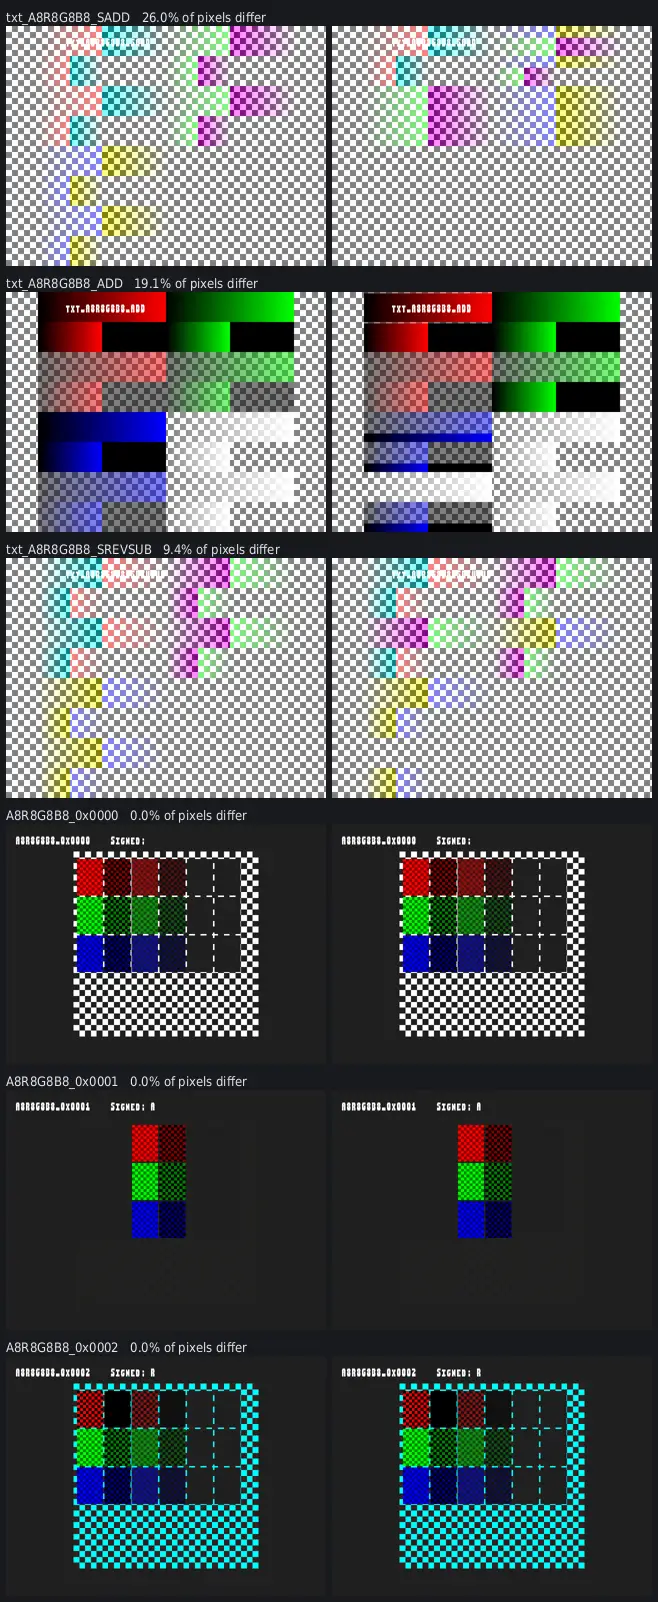 txt_A8R8G8B8_SADD 26.0% of pixels differ
txt_A8R8G8B8_ADD 19.1% of pixels differ
TXT_A8R8G8B8_ADD TXT_A8R8G8B8_ADD
txt_A8R8G8B8_SREVSUB 9.4% of pixels differ
A8R8G8B8_0x0000 0.0% of pixels differ
A8R8G8B8_0x0000 Signed: A8R8G8B8_0x0000 Signed:
A8R8G8B8_0x0001 0.0% of pixels differ
A8R8G8B8_0x0001 Signed: A A8R8G8B8_0x0001 Signed: A
A8R8G8B8_0x0002 0.0% of pixels differ
A8R8G8B8_0x0002 Signed: R A8R8G8B8_0x0002 Signed: R